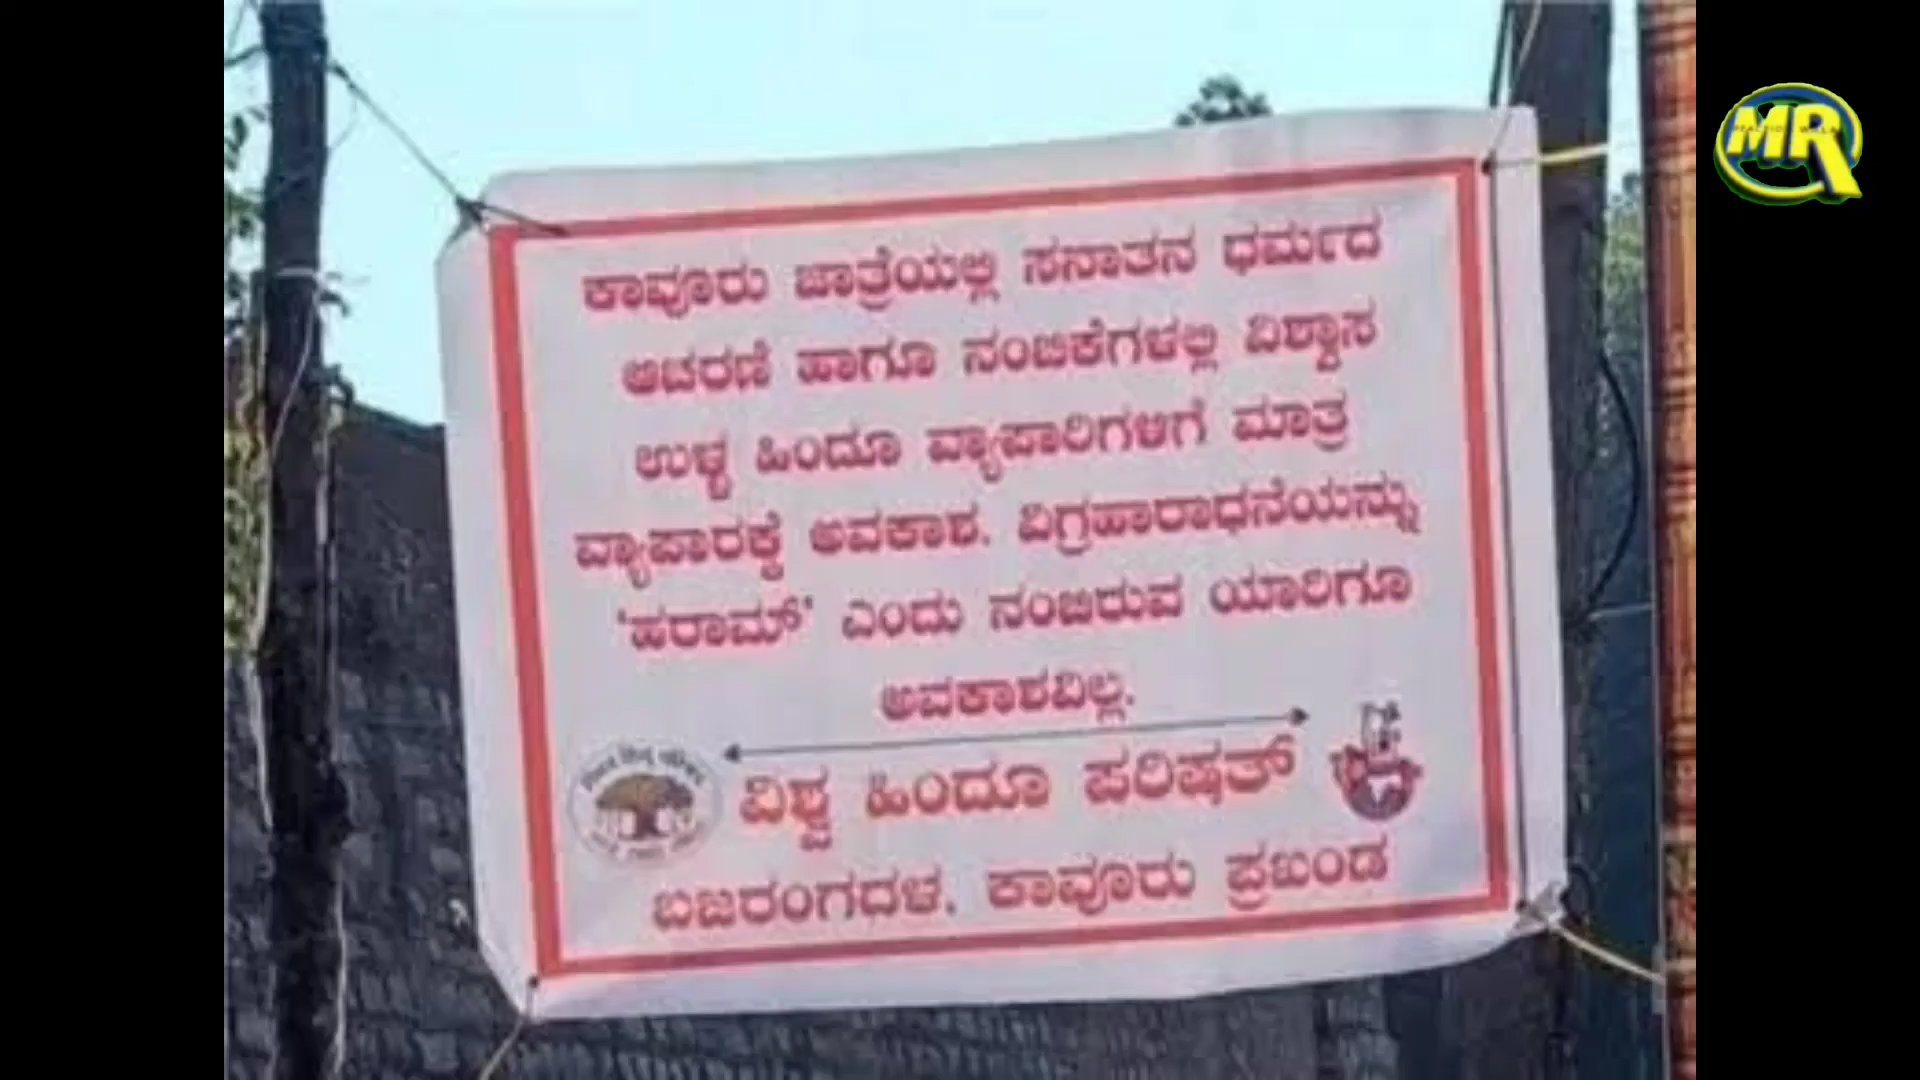 ಕಾವೂರು ಜಾತ್ರೆಯಲ್ಲಿ ಸನಾತನ ಧರ್ಮದ
ಆಚರಣೆ ಹಾಗೂ ನಂಬಿಕೆಗಳಲ್ಲಿ ವಿಶ್ವಾಸ
ಉಳ್ಳ ಹಿಂದೂ ವ್ಯಾಪಾರಿಗಳಿಗೆ ಮಾತ್ರ
ವ್ಯಾಪಾರಕ್ಕೆ ಅವಕಾಶ. ವಿಗ್ರಹಾರಾಧನೆಯನ್ನು
'ಹರಾಮ್' ಎಂದು ನಂಬಿರುವ ಯಾರಿಗೂ
ಅವಕಾಶವಿಲ್ಲ.
ವಿಶ್ವ ಹಿಂದೂ ಪರಿಷತ್
ಬಜರಂಗದಳ. ಕಾವೂರು ಪ್ರಖಂಡ
MR